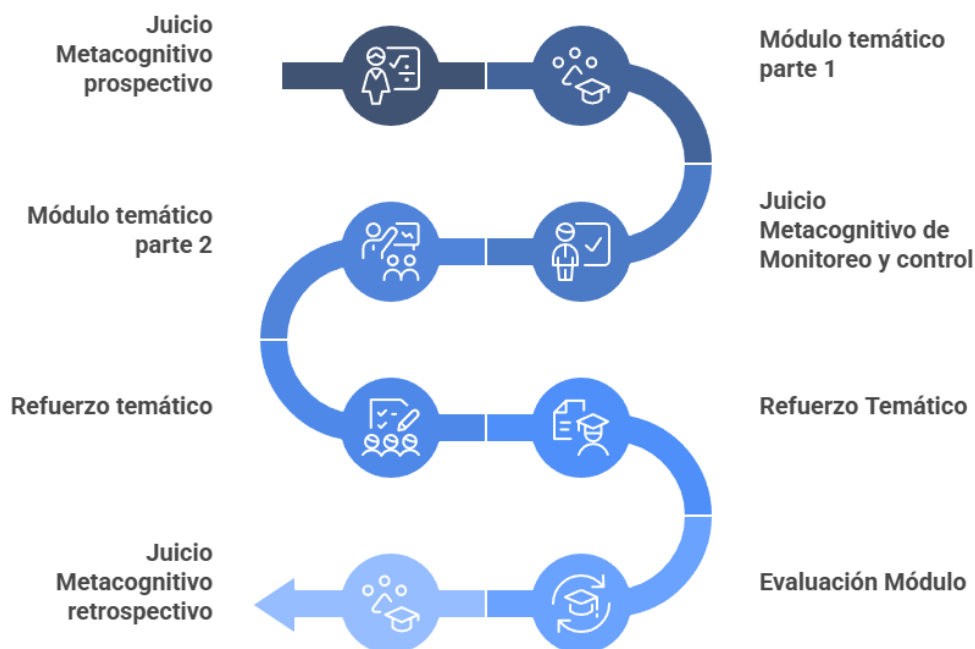 Juicio
Metacognitivo
prospectivo
Módulo temático
parte 1
Módulo temático
parte 2
Juicio
Metacognitivo de
Monitoreo y control
Refuerzo temático
Refuerzo Temático
Juicio
Metacognitivo
retrospectivo
Evaluación Módulo